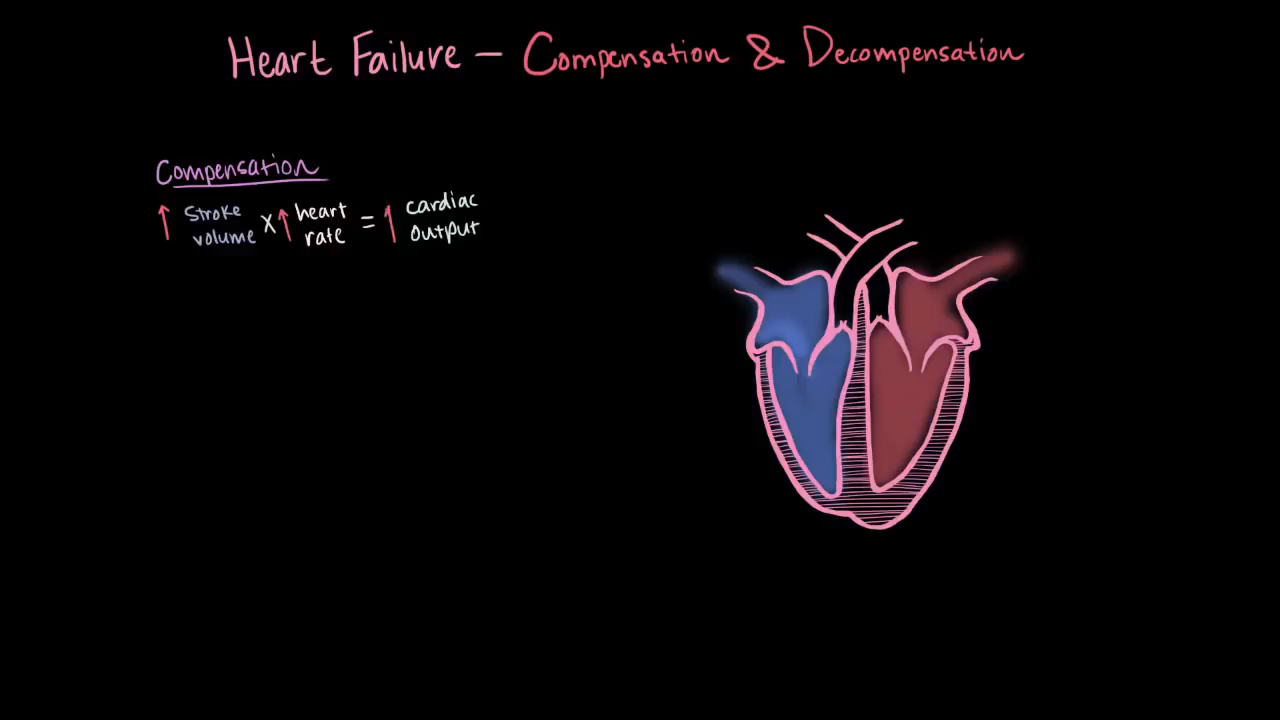 Heart Failure — Compensation & Decompensation
Compensation
↑ Stroke volume x ↑ heart rate = ↑ cardiac output